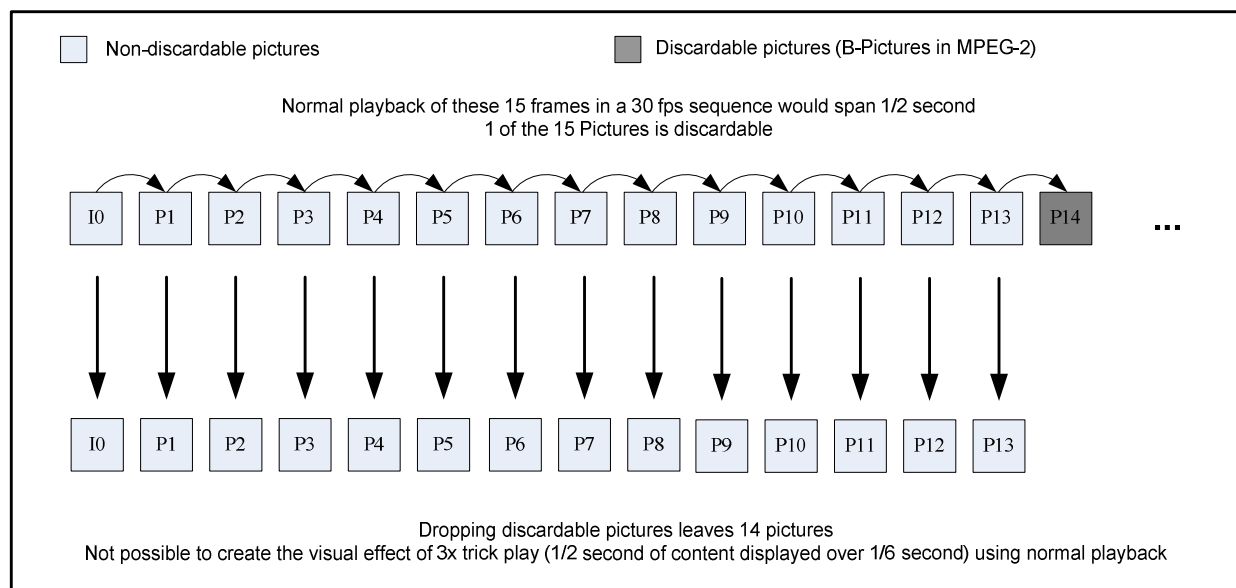 Non-discardable pictures
Discardable pictures (B-Pictures in MPEG-2)
Normal playback of these 15 frames in a 30 fps sequence would span 1/2 second
1 of the 15 Pictures is discardable
I0 P1 P2 P3 P4 P5 P6 P7 P8 P9 P10 P11 P12 P13 P14 ...
I0 P1 P2 P3 P4 P5 P6 P7 P8 P9 P10 P11 P12 P13
Dropping discardable pictures leaves 14 pictures
Not possible to create the visual effect of 3x trick play (1/2 second of content displayed over 1/6 second) using normal playback